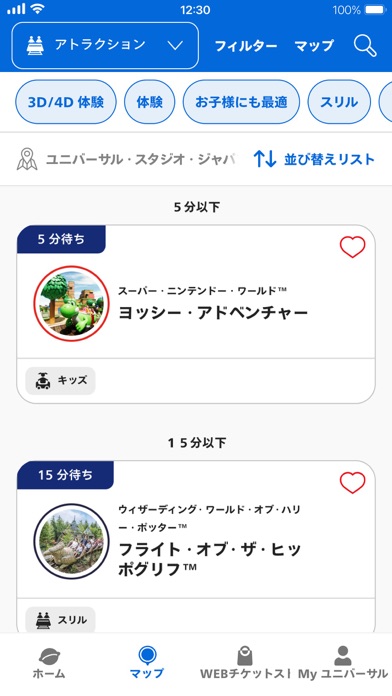 12:30
100%
アトラクション
フィルター
マップ
3D/4D 体験
体験
お子様にも最適
スリル
ユニバーサル・スタジオ・ジャパ
並び替えリスト
5分以下
5 分待ち
スーパー・ニンテンドー・ワールド™
ヨッシー・アドベンチャー
キッズ
15分以下
15 分待ち
ウィザーディング・ワールド・オブ・ハリ
ー・ポッター™
フライト・オブ・ザ・ヒッ
ポグリフ™
スリル
ホーム
マップ
WEBチケットスト
My ユニバーサル